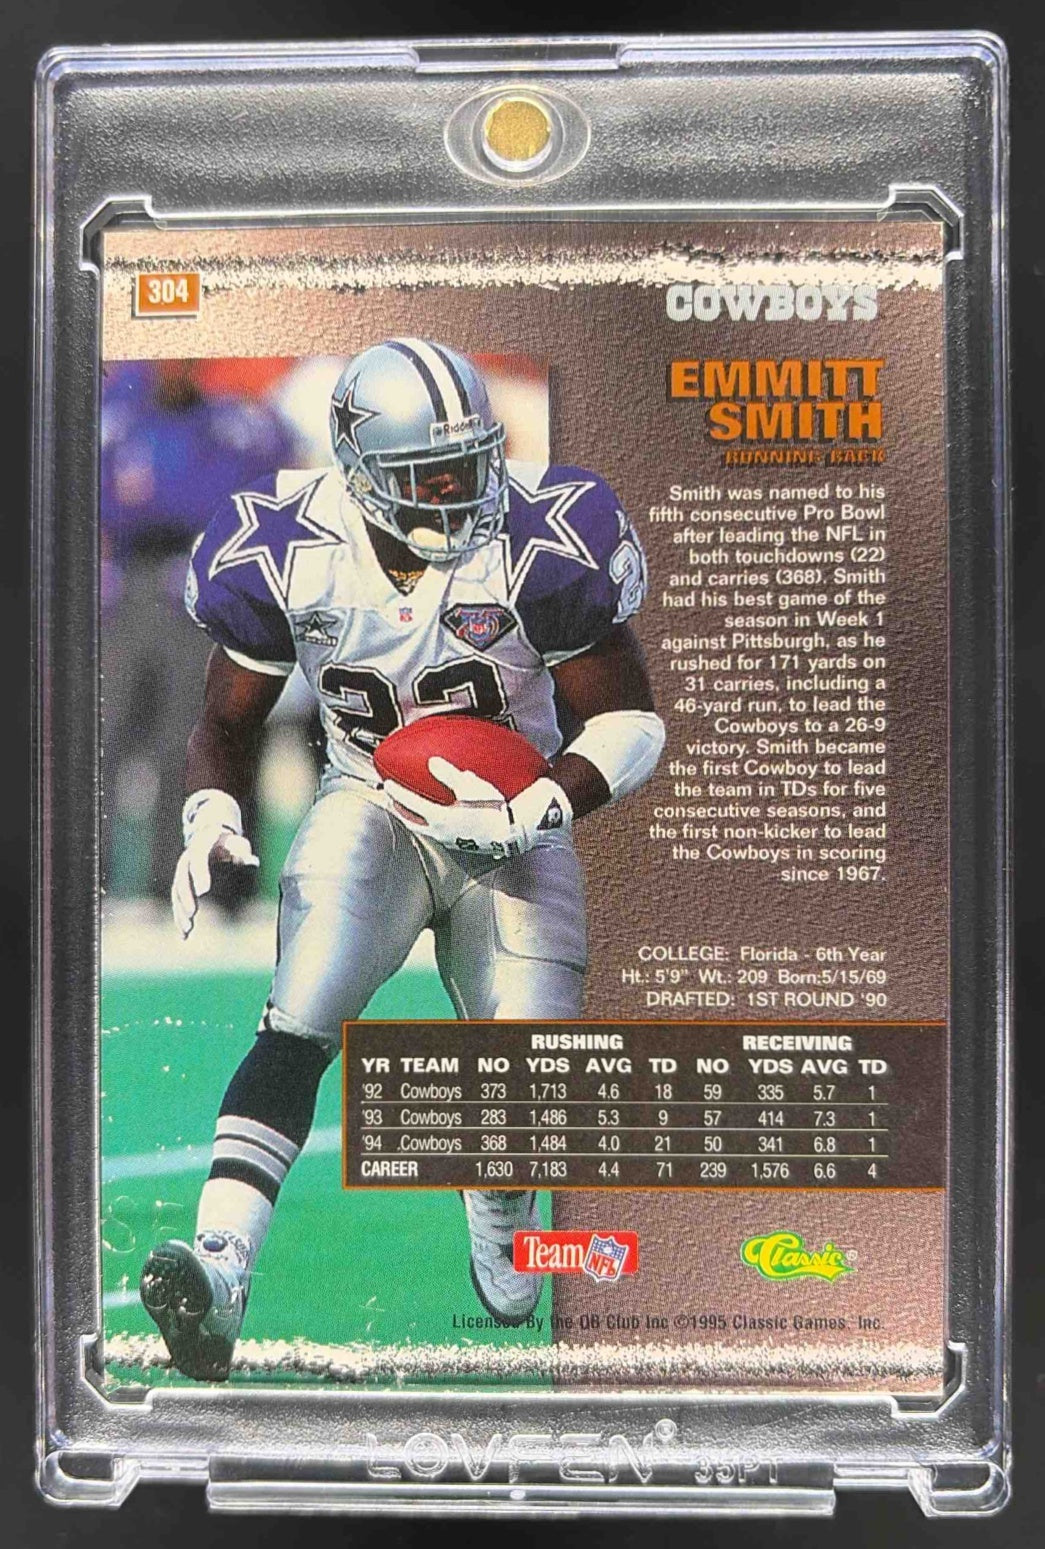 304
COWBOYS
EMMITT
SMITH
RUNNING BACK
Riddell
Smith was named to his
fifth consecutive Pro Bowl
after leading the NFL in
both touchdowns (22)
and carries (368). Smith
had his best game of the
season in Week 1
against Pittsburgh, as he
rushed for 171 yards on
31 carries, including a
46-yard run, to lead the
Cowboys to a 26-9
victory. Smith became
the first Cowboy to lead
the team in TDs for five
consecutive seasons, and
the first non-kicker to lead
the Cowboys in scoring
since 1967.
22
COLLEGE: Florida - 6th Year
Ht.: 5'9" Wt.: 209 Born:5/15/69
DRAFTED: 1ST ROUND '90
RUSHING RECEIVING
YR TEAM NO YDS AVG TD NO YDS AVG TD
'92 Cowboys 373 1,713 4.6 18 59 335 5.7 1
'93 Cowboys 283 1,486 5.3 9 57 414 7.3 1
'94 .Cowboys 368 1,484 4.0 21 50 341 6.8 1
CAREER 1,630 7,183 4.4 71 239 1,576 6.6 4
Team NFL
Classic®
Licensed By the QB Club Inc ©1995 Classic Games, Inc.
LOVEEN® 35PT